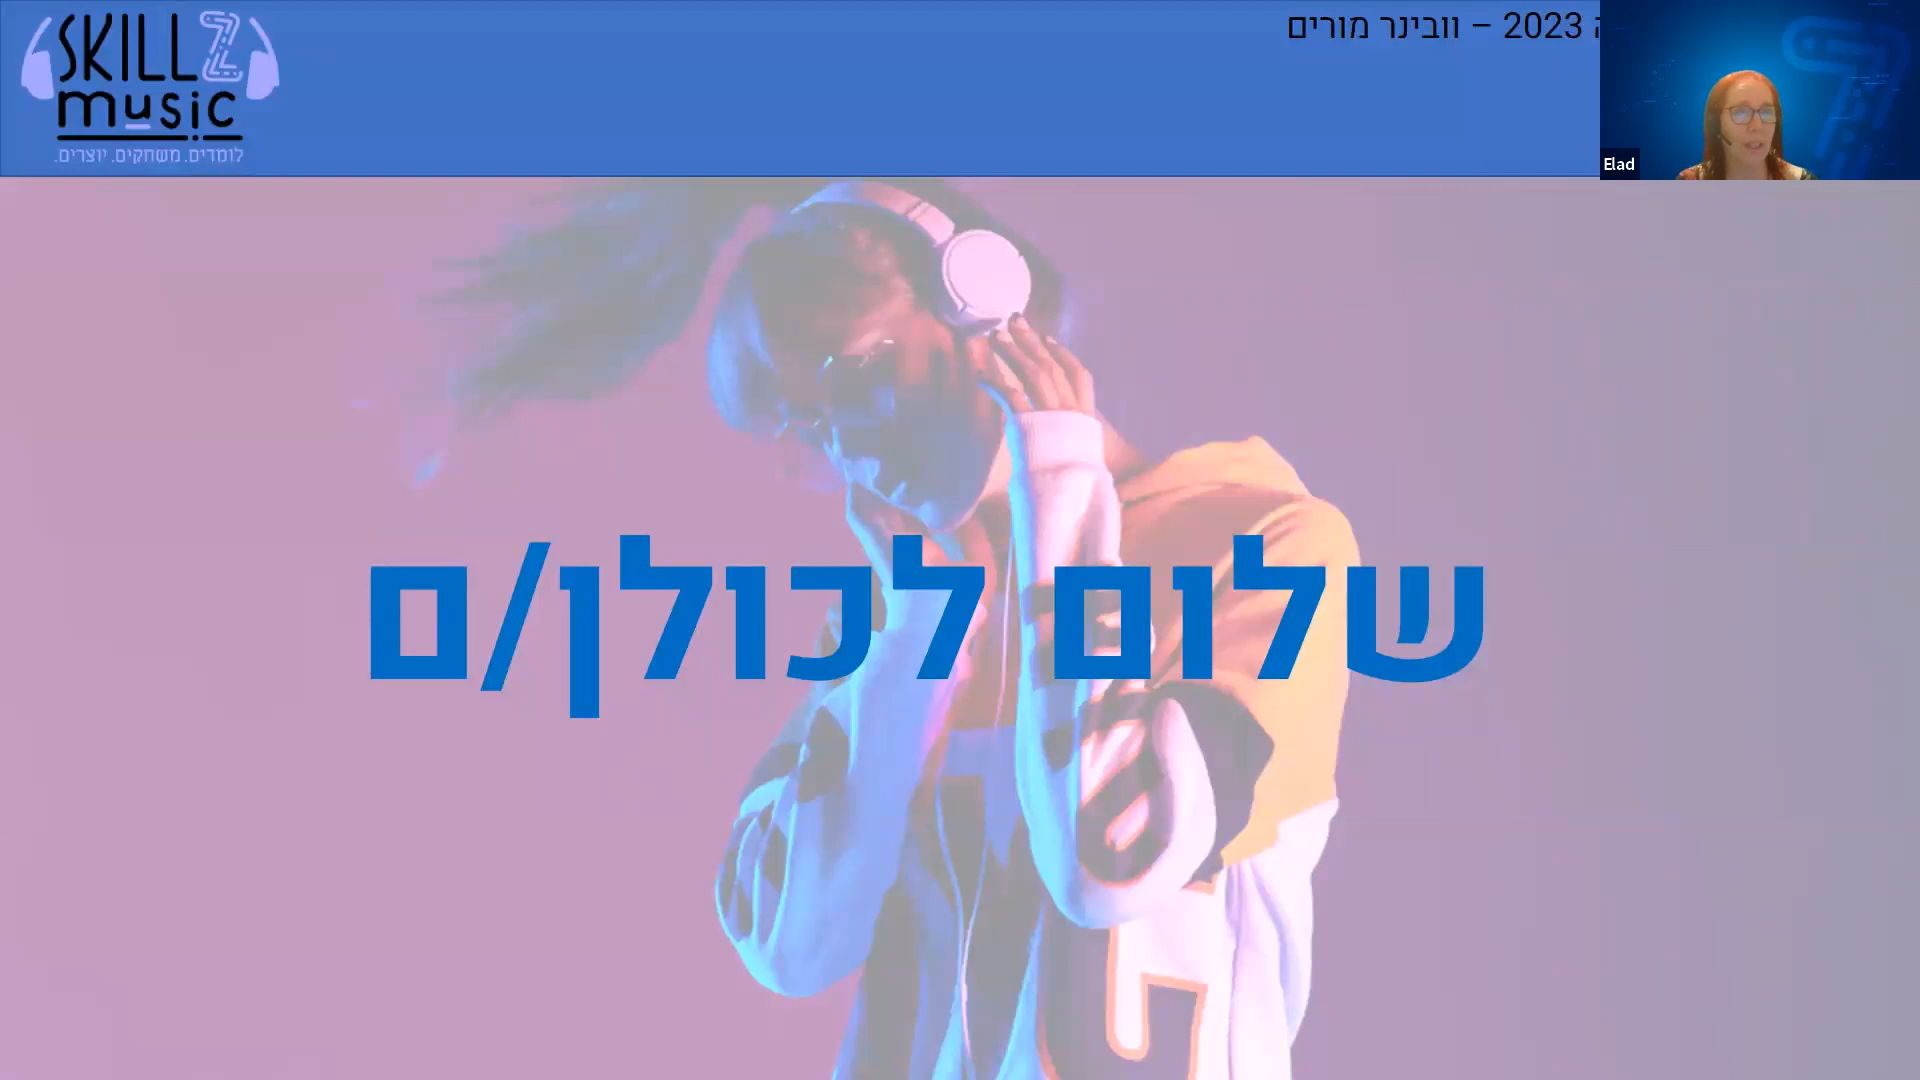 SKILLZ
music
לומדים. משחקים. יוצרים.
2023 – וובינר מורים
Elad
שלום לכולן/ם